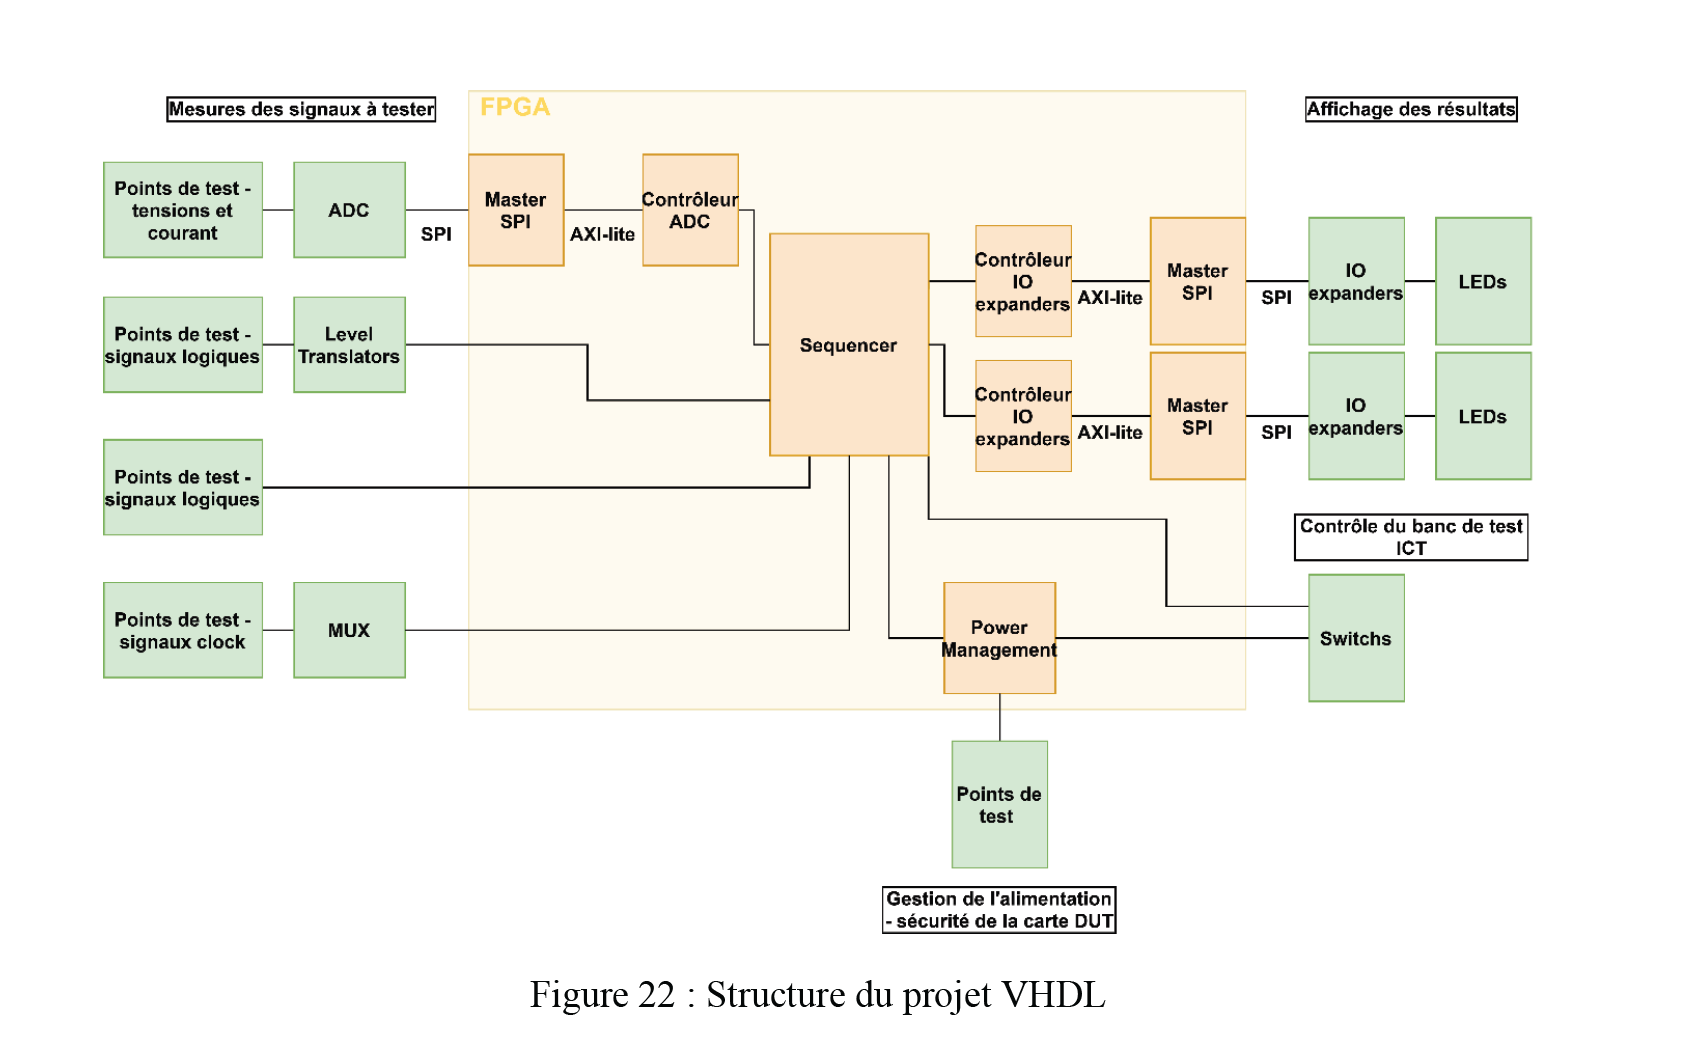 Mesures des signaux à tester
FPGA
Affichage des résultats
Points de test -
tensions et
courant
ADC
SPI
Master
SPI
AXI-lite
Contrôleur
ADC
Points de test -
signaux logiques
Level
Translators
Points de test -
signaux logiques
Points de test -
signaux clock
MUX
Sequencer
Contrôleur
IO
expanders
AXI-lite
Master
SPI
SPI
IO
expanders
LEDs
Contrôleur
IO
expanders
AXI-lite
Master
SPI
SPI
IO
expanders
LEDs
Contrôle du banc de test
ICT
Power
Management
Switchs
Points de
test
Gestion de l'alimentation
- sécurité de la carte DUT
Figure 22 : Structure du projet VHDL